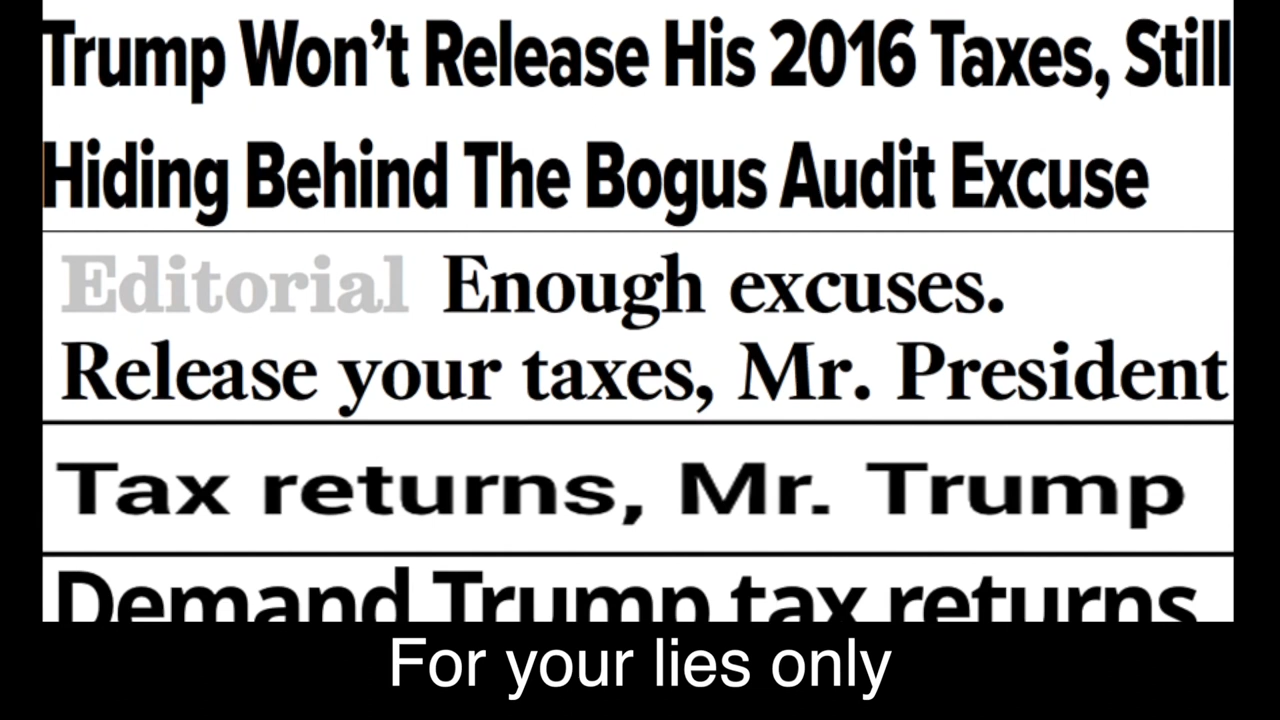 Trump Won’t Release His 2016 Taxes, Still
Hiding Behind The Bogus Audit Excuse
Editorial Enough excuses.
Release your taxes, Mr. President
Tax returns, Mr. Trump
Demand Trump tax returns
For your lies only